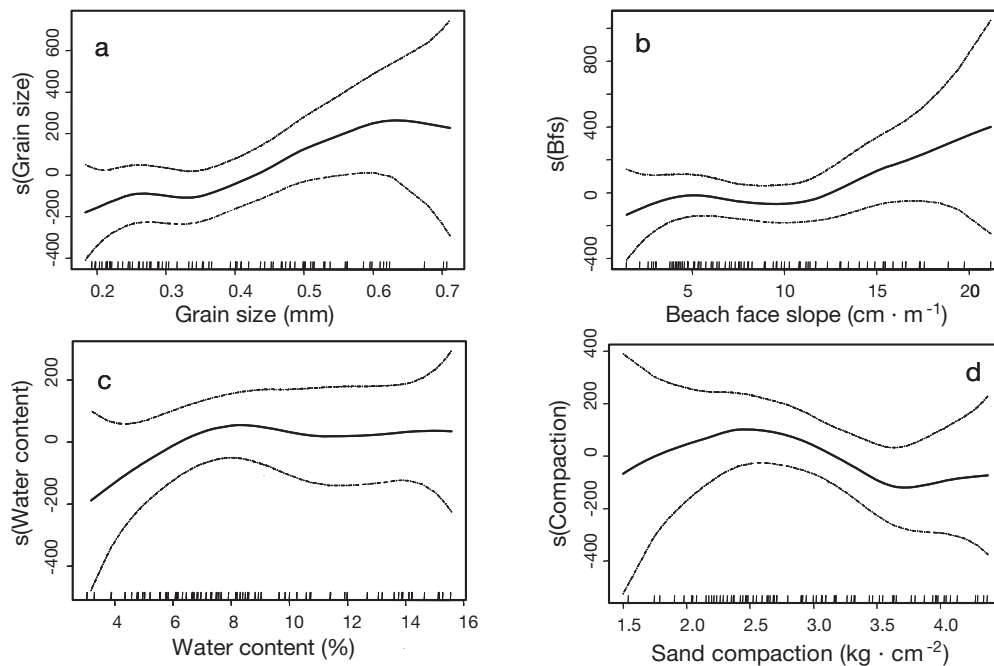 a
s(Grain size)
-400 -200 0 200 400 600
0.2 0.3 0.4 0.5 0.6 0.7
Grain size (mm)
b
s(Bfs)
-400 0 400 800
5 10 15 20
Beach face slope (cm · m⁻¹)
c
s(Water content)
-400 -200 0 200
4 6 8 10 12 14 16
Water content (%)
d
s(Compaction)
-400 -200 0 200 400
1.5 2.0 2.5 3.0 3.5 4.0
Sand compaction (kg · cm⁻²)